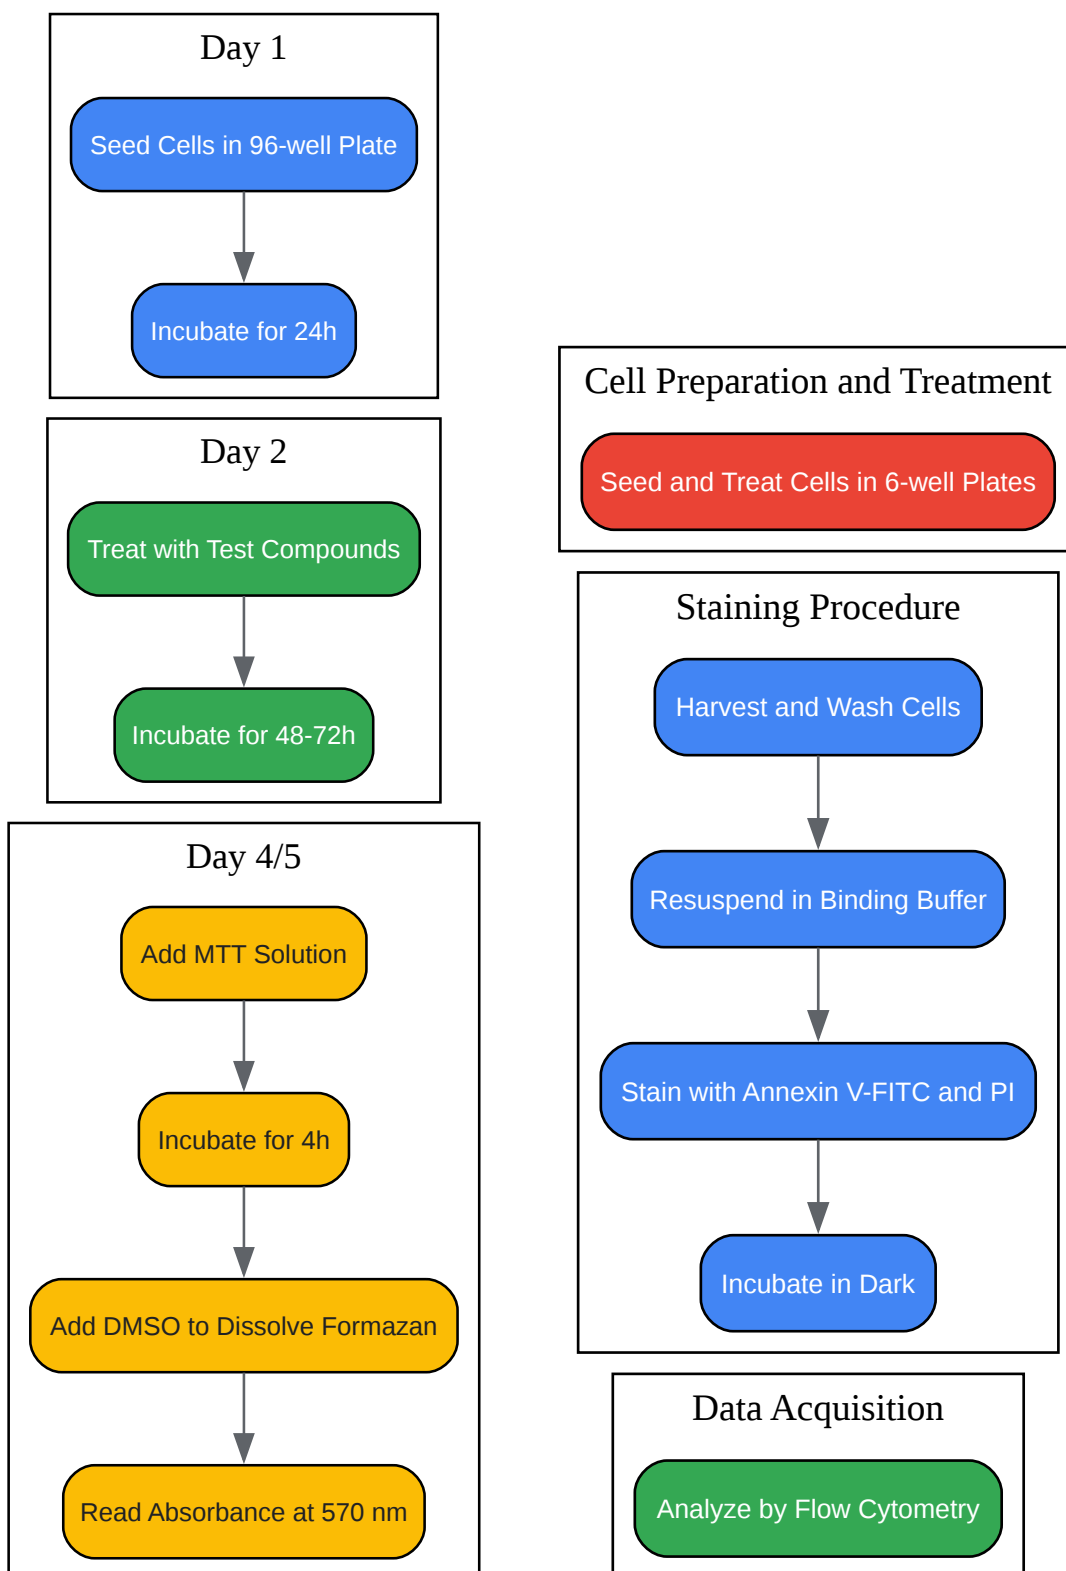 Day 1
Seed Cells in 96-well Plate
Incubate for 24h
Day 2
Treat with Test Compounds
Incubate for 48-72h
Day 4/5
Add MTT Solution
Incubate for 4h
Add DMSO to Dissolve Formazan
Read Absorbance at 570 nm
Cell Preparation and Treatment
Seed and Treat Cells in 6-well Plates
Staining Procedure
Harvest and Wash Cells
Resuspend in Binding Buffer
Stain with Annexin V-FITC and PI
Incubate in Dark
Data Acquisition
Analyze by Flow Cytometry